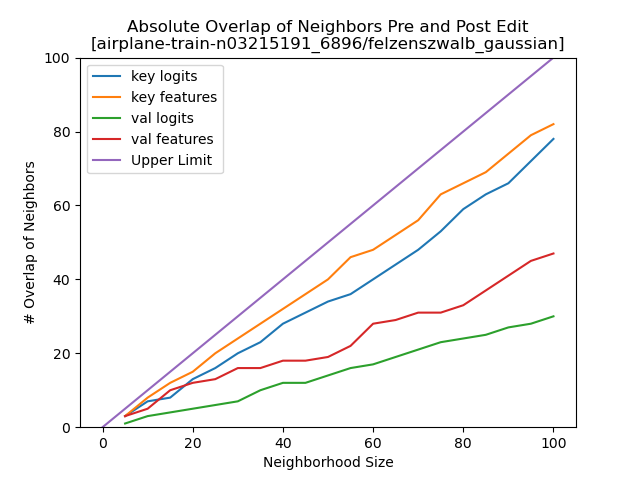 Absolute Overlap of Neighbors Pre and Post Edit
[airplane-train-n03215191_6896/felzenszwalb_gaussian]
key logits
key features
val logits
val features
Upper Limit
100
80
60
40
20
0
# Overlap of Neighbors
0 20 40 60 80 100
Neighborhood Size